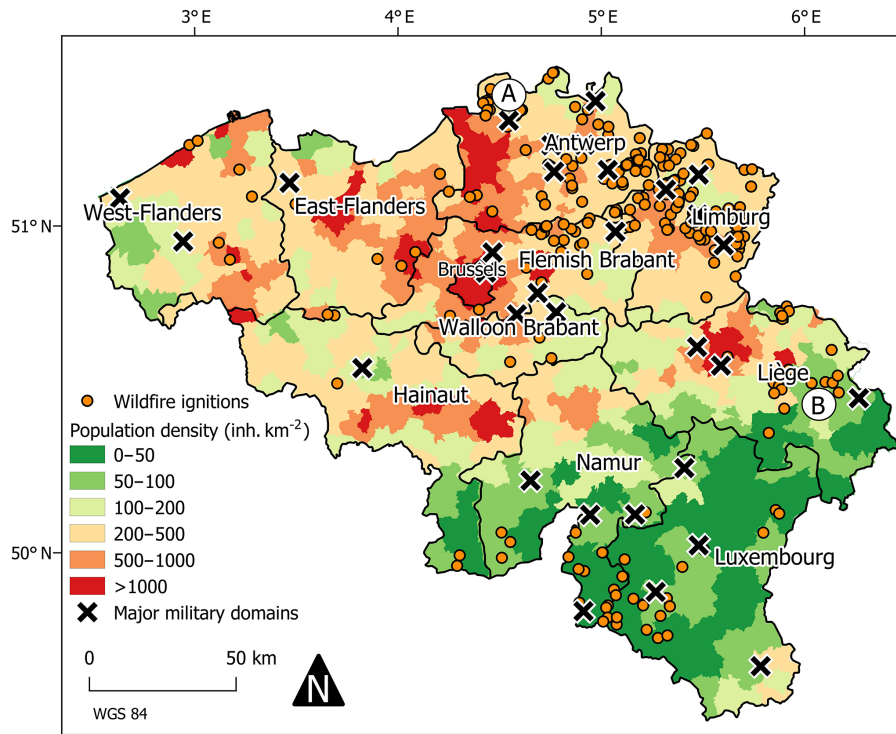 3° E 4° E 5° E 6° E
A
Antwerp
51° N
West-Flanders
East-Flanders
Limburg
Brussels
Flemish Brabant
Walloon Brabant
Liège
B
Hainaut
Namur
50° N
Luxembourg
Wildfire ignitions
Population density (inh. km⁻²)
0–50
50–100
100–200
200–500
500–1000
>1000
Major military domains
0 50 km
N
WGS 84